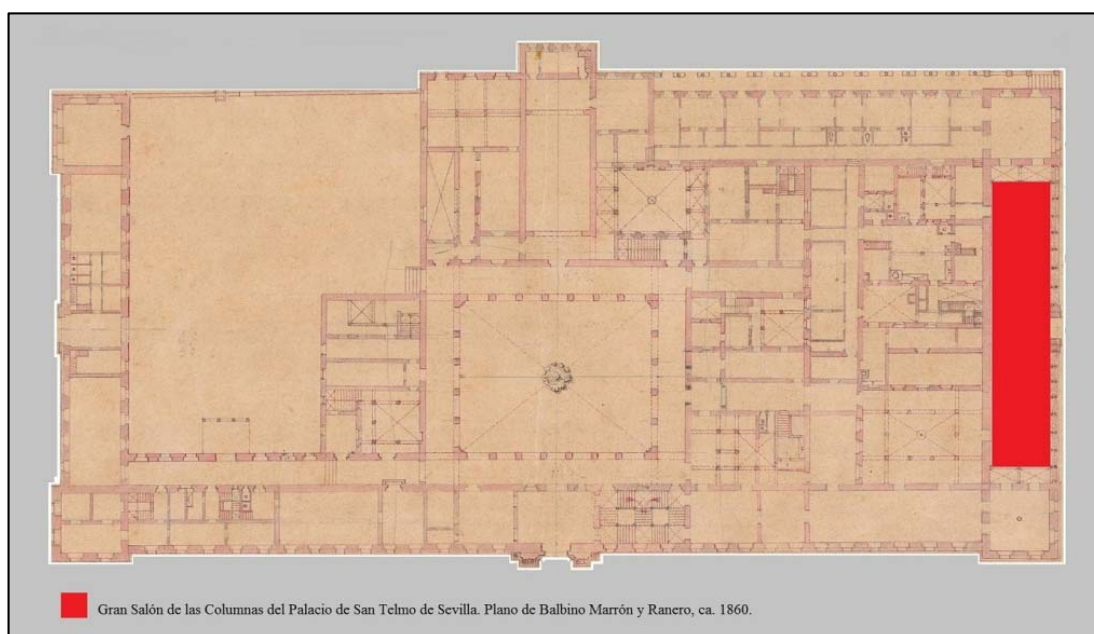 Gran Salón de las Columnas del Palacio de San Telmo de Sevilla. Plano de Balbino Marrón y Ranero, ca. 1860.